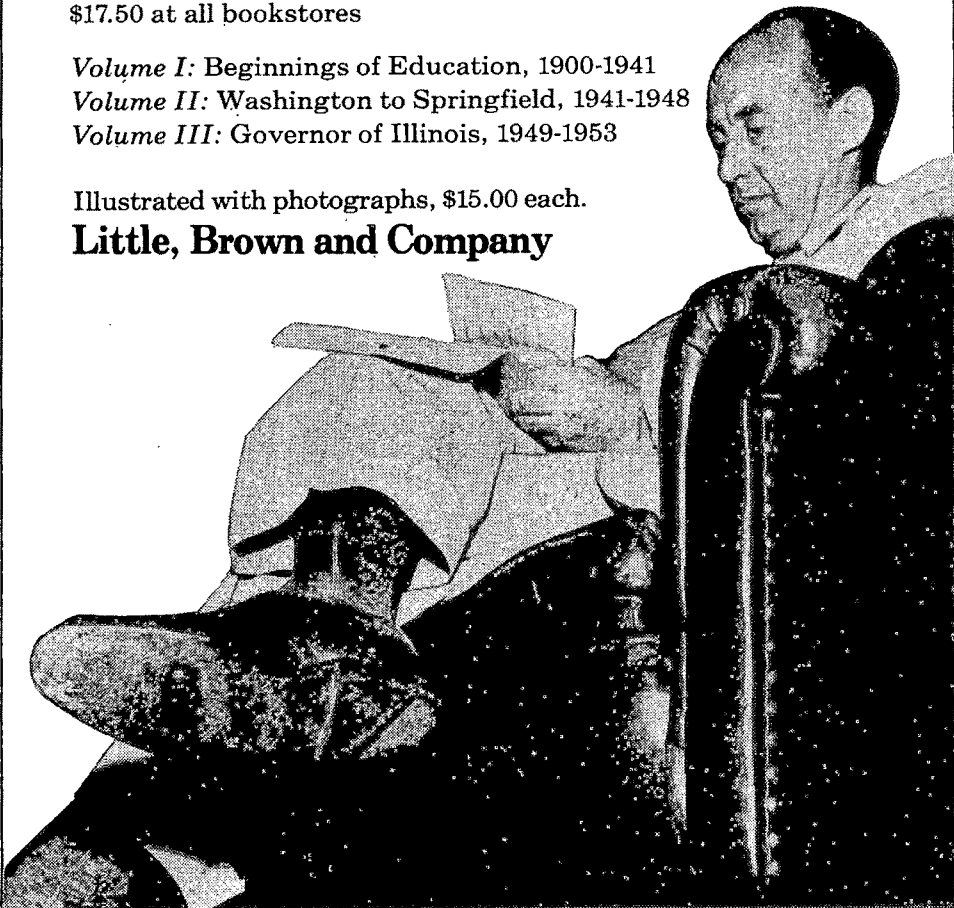 $17.50 at all bookstores
Volume I: Beginnings of Education, 1900-1941
Volume II: Washington to Springfield, 1941-1948
Volume III: Governor of Illinois, 1949-1953
Illustrated with photographs, $15.00 each.
Little, Brown and Company